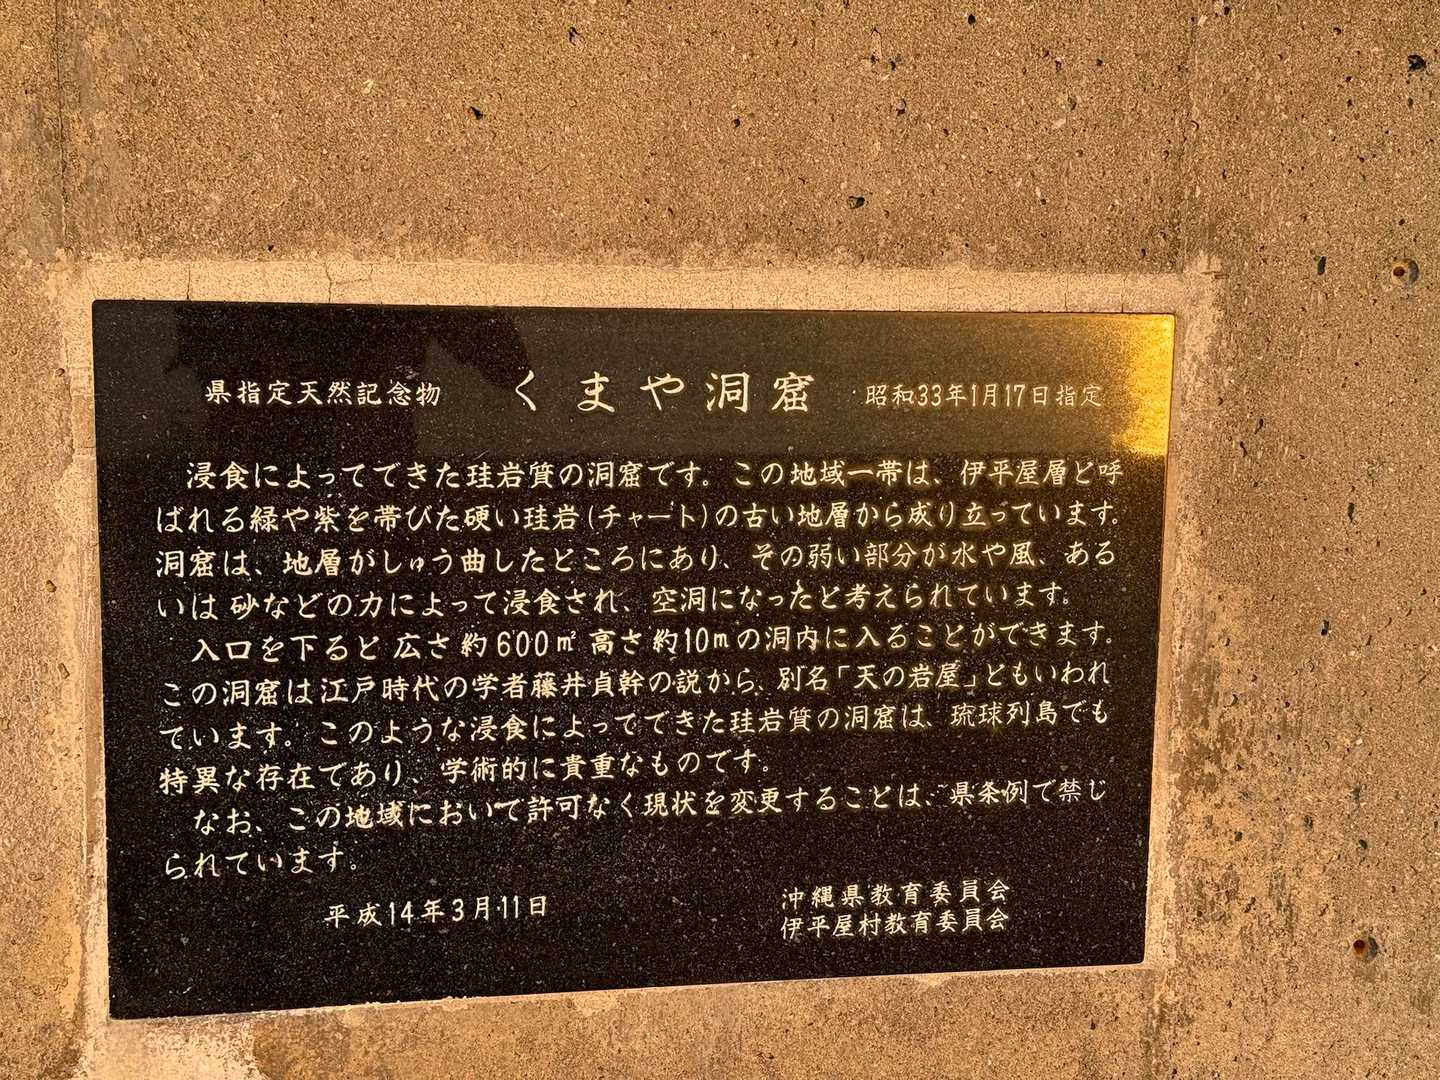 県指定天然記念物 くまや洞窟 昭和33年1月17日指定
浸食によってできた珪岩質の洞窟です。この地域一帯は、伊平屋層と呼
ばれる緑や紫を帯びた硬い珪岩(チャート)の古い地層から成り立っています。
洞窟は、地層がしゅう曲したところにあり、その弱い部分が水や風、ある
いは砂などの力によって浸食され、空洞になったと考えられています。
入口を下ると広さ約600㎡高さ約10mの洞内に入ることができます。
この洞窟は江戸時代の学者藤井貞幹の説から、別名「天の岩屋」ともいわれ
ています。このような浸食によってできた珪岩質の洞窟は、琉球列島でも
特異な存在であり、学術的に貴重なものです。
なお、この地域において許可なく現状を変更することは、県条例で禁じ
られています。
平成14年3月11日
沖縄県教育委員会
伊平屋村教育委員会